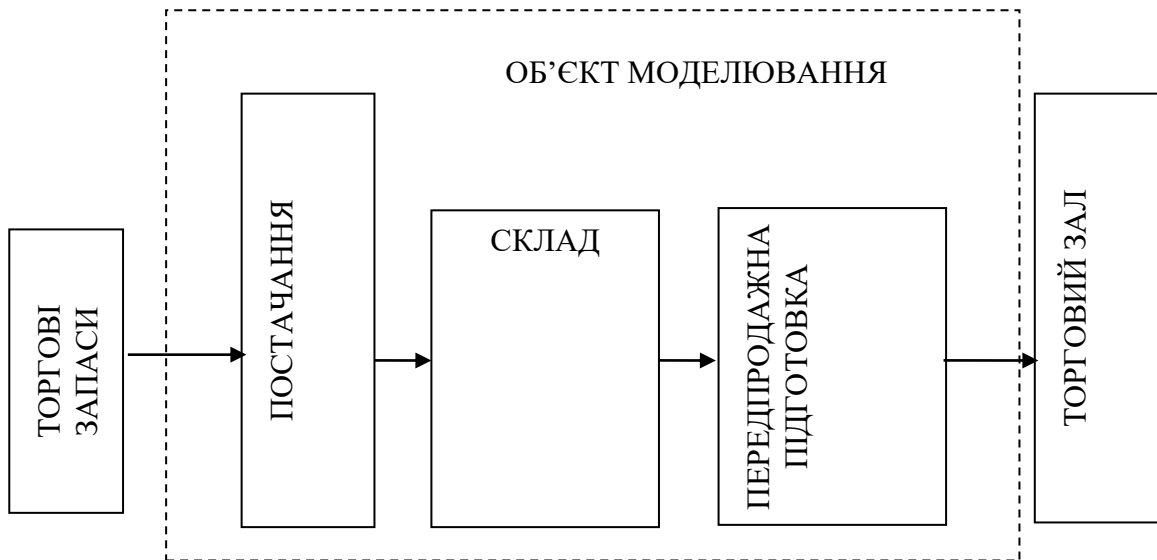 ОБ’ЄКТ МОДЕЛЮВАННЯ
ТОРГОВІ
ЗАПАСИ
ПОСТАЧАННЯ
СКЛАД
ПЕРЕДПРОДАЖНА
ПІДГОТОВКА
ТОРГОВИЙ ЗАЛ